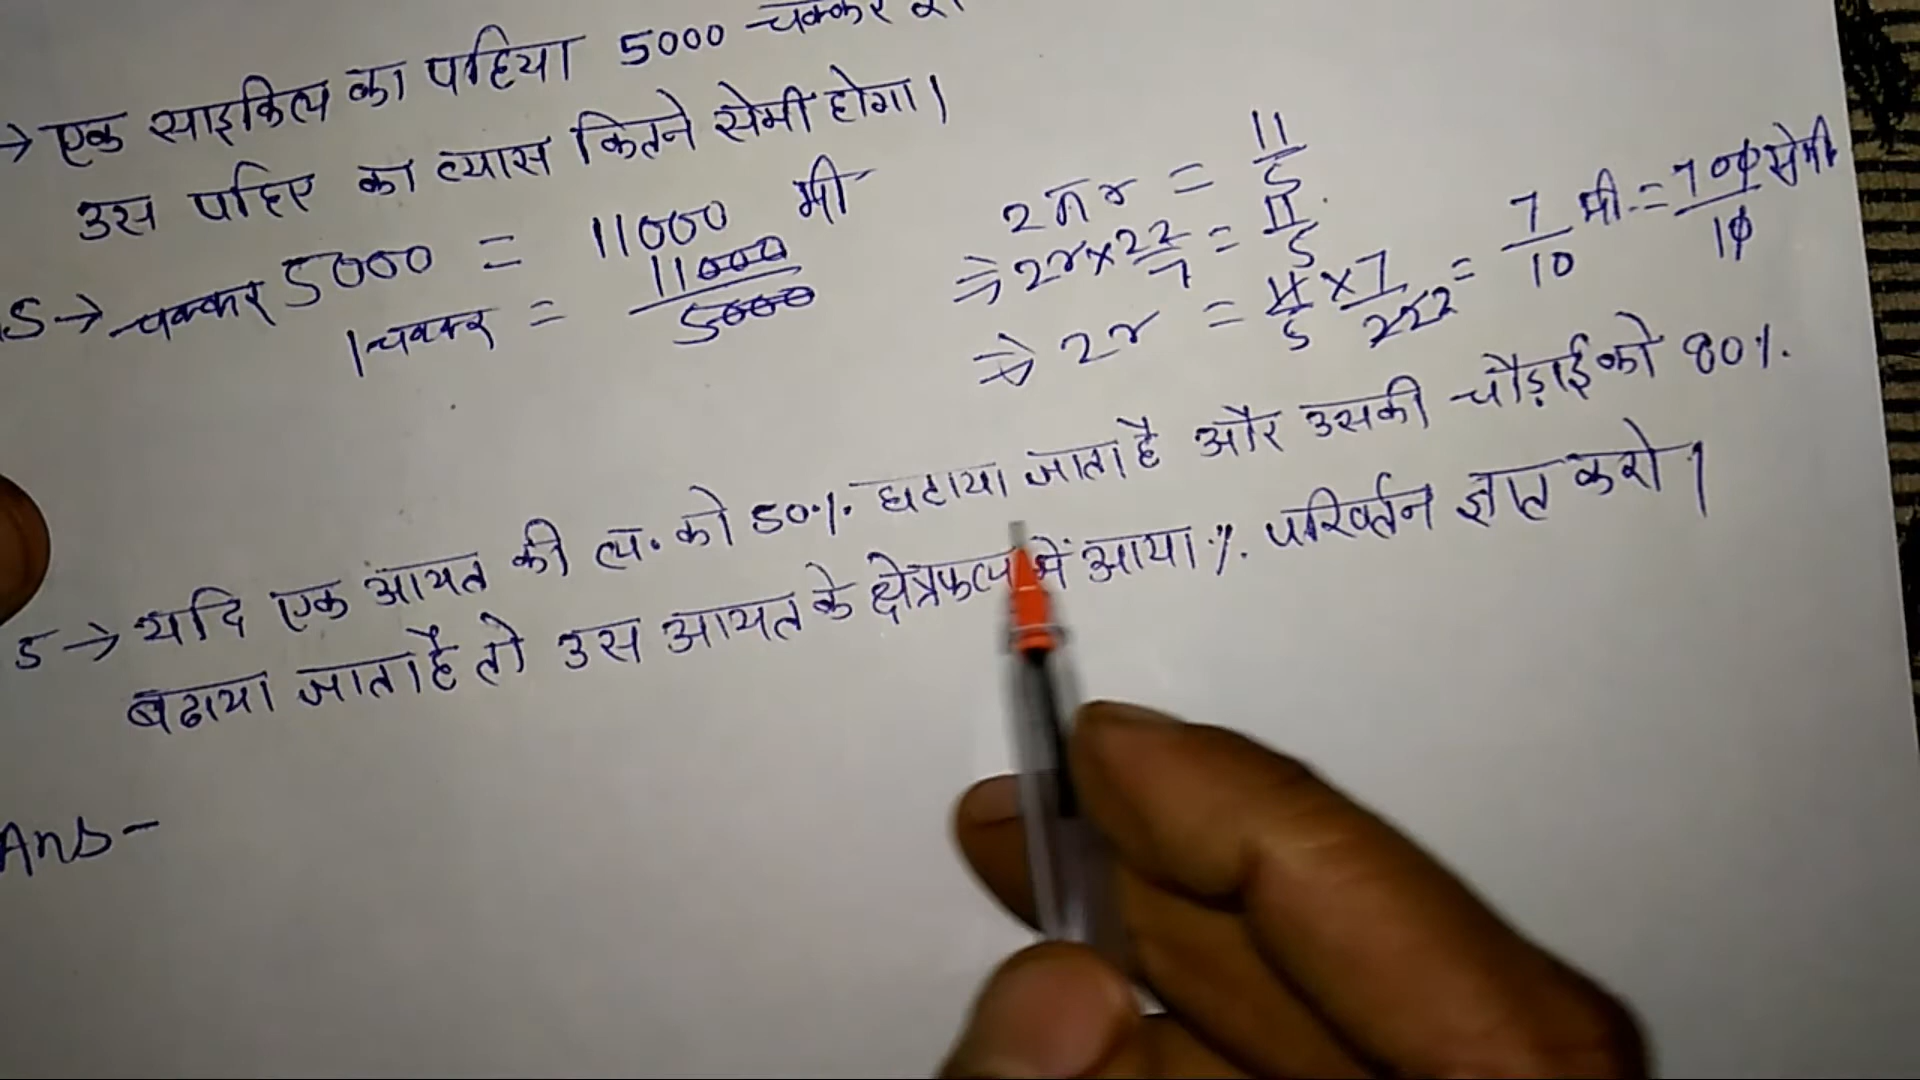 → एक साइकिल का पहिया 5000 चक्कर
उस पहिए का व्यास कितने सेमी होगा।
S→ चक्कर 5000 = 11000 मी
1 चक्कर = 11000/5000
2πr = 11/5
⇒ 2r × 22/7 = 11/5
⇒ 2r = 11/5 × 7/22 = 7/10 मी. = 700/10 सेमी
5→ यदि एक आयत की ल. को 50%. घटाया जाता है और उसकी चौड़ाई को 80%.
बढाया जाता है तो उस आयत के क्षेत्रफल में आया %. परिवर्तन ज्ञात करो।
Ans -